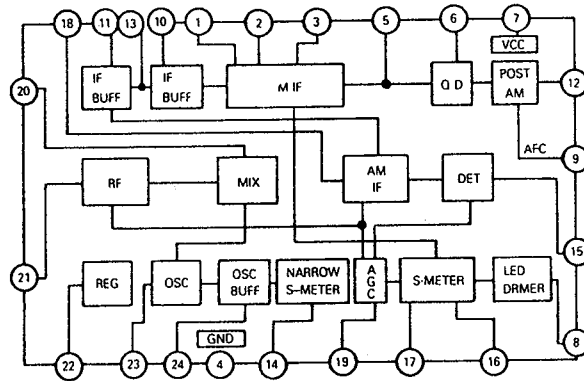 18 11 13 10 1 2 3 5 6 7
VCC
IF BUFF
IF BUFF
M IF
Q D
POST AM
12
20
AFC
9
RF
MIX
AM IF
DET
15
21
REG
OSC
OSC BUFF
NARROW S-METER
AGC
S-METER
LED DRMER
GND
8
22 23 24 4 14 19 17 16